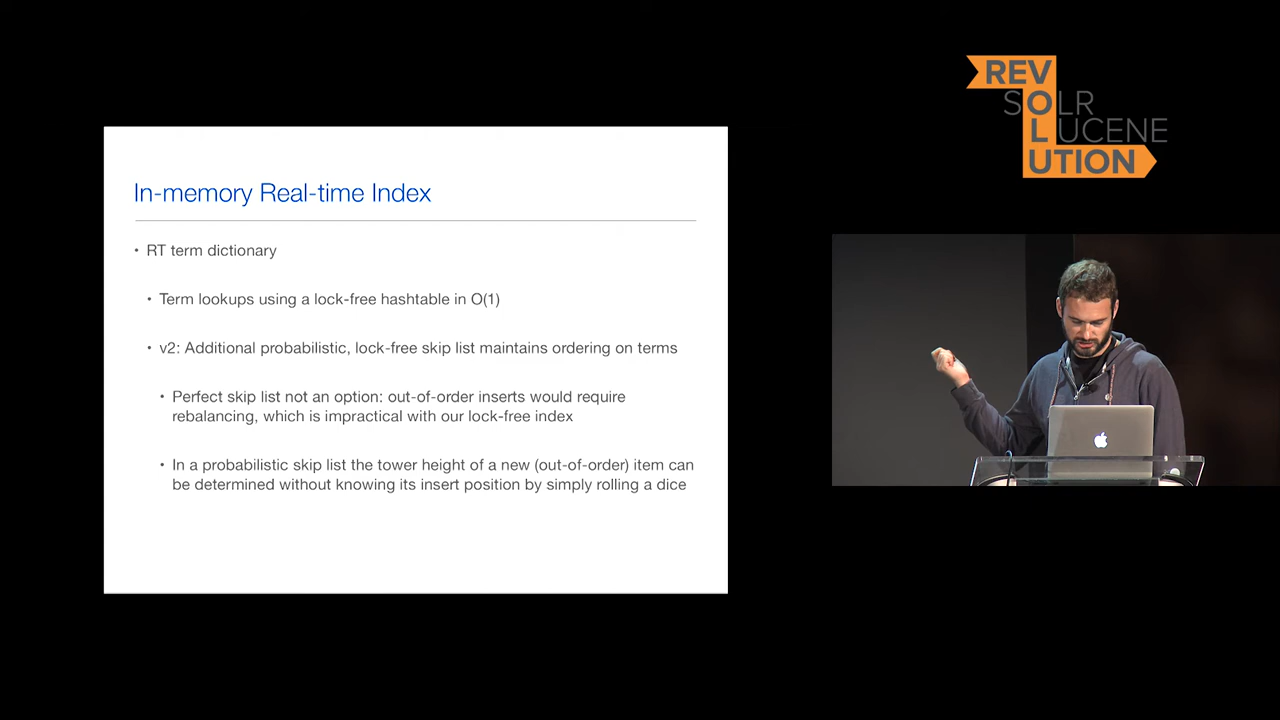 REV
SOLR
LUCENE
UTION
In-memory Real-time Index
• RT term dictionary
• Term lookups using a lock-free hashtable in O(1)
• v2: Additional probabilistic, lock-free skip list maintains ordering on terms
• Perfect skip list not an option: out-of-order inserts would require
rebalancing, which is impractical with our lock-free index
• In a probabilistic skip list the tower height of a new (out-of-order) item can
be determined without knowing its insert position by simply rolling a dice